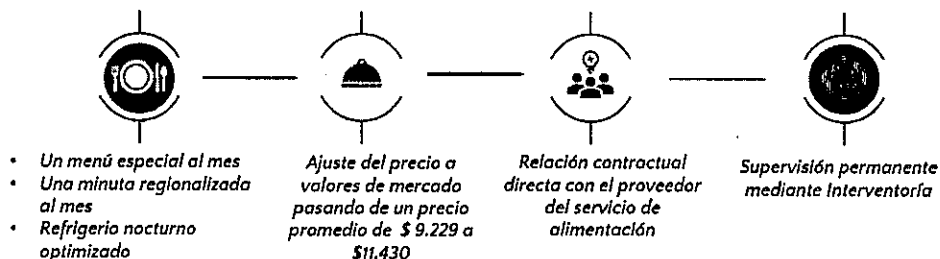 • Un menú especial al mes
• Una minuta regionalizada
al mes
• Refrigerio nocturno
optimizado
Ajuste del precio a
valores de mercado
pasando de un precio
promedio de $ 9.229 a
$11.430
Relación contractual
directa con el proveedor
del servicio de
alimentación
Supervisión permanente
mediante Interventoría